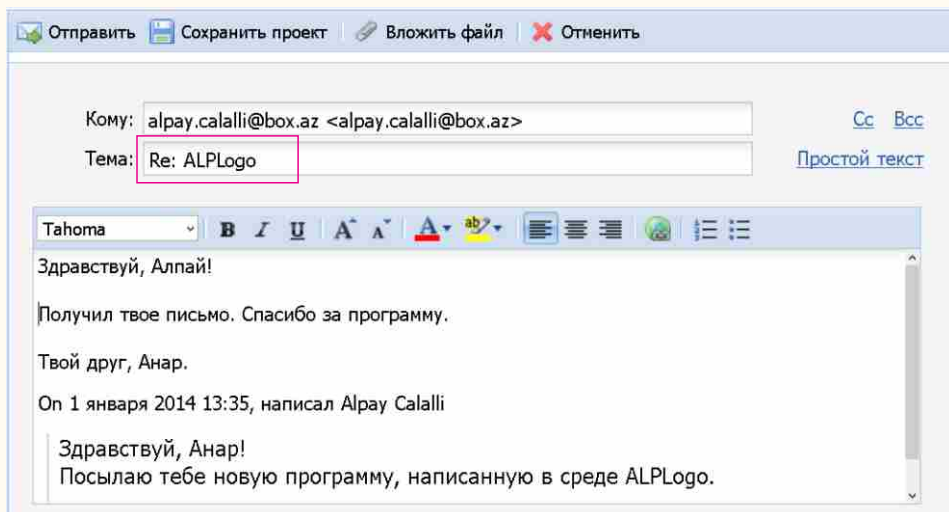 Отправить Сохранить проект Вложить файл Отменить
Кому: alpay.calalli@box.az <alpay.calalli@box.az> Cc Bcc
Тема: Re: ALPLogo Простой текст
Tahoma B I U A A A ab
Здравствуй, Алпай!
Получил твое письмо. Спасибо за программу.
Твой друг, Анар.
On 1 января 2014 13:35, написал Alpay Calalli
Здравствуй, Анар!
Посылаю тебе новую программу, написанную в среде ALPLogo.